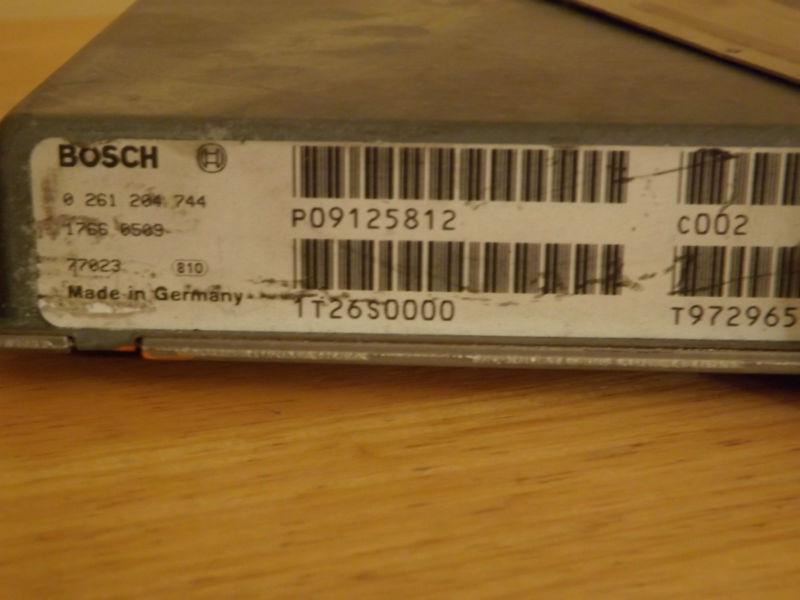 BOSCH
0 261 204 744
1766 0509
77023 810
Made in Germany
P09125812
C002
1T26S0000
T972965